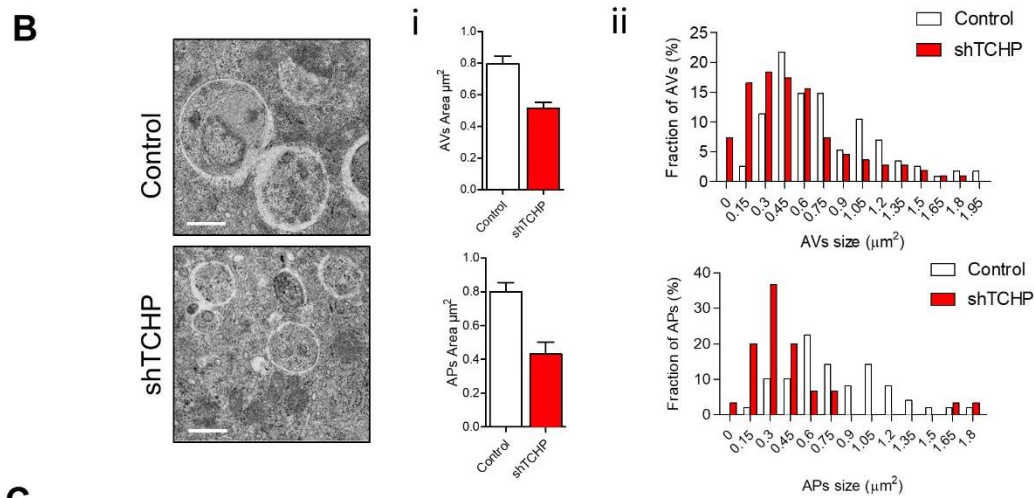 B
Control
shTCHP
i
AVs Area µm²
1.0
0.8
0.6
0.4
0.2
0.0
Control
shTCHP
APs Area µm²
1.0
0.8
0.6
0.4
0.2
0.0
Control
shTCHP
ii
Control
shTCHP
Fraction of AVs (%)
25
20
15
10
5
0
0 0.15 0.3 0.45 0.6 0.75 0.9 1.05 1.2 1.35 1.5 1.65 1.8 1.95
AVs size (µm²)
Control
shTCHP
Fraction of APs (%)
40
30
20
10
0
0 0.15 0.3 0.45 0.6 0.75 0.9 1.05 1.2 1.35 1.5 1.65 1.8
APs size (µm²)